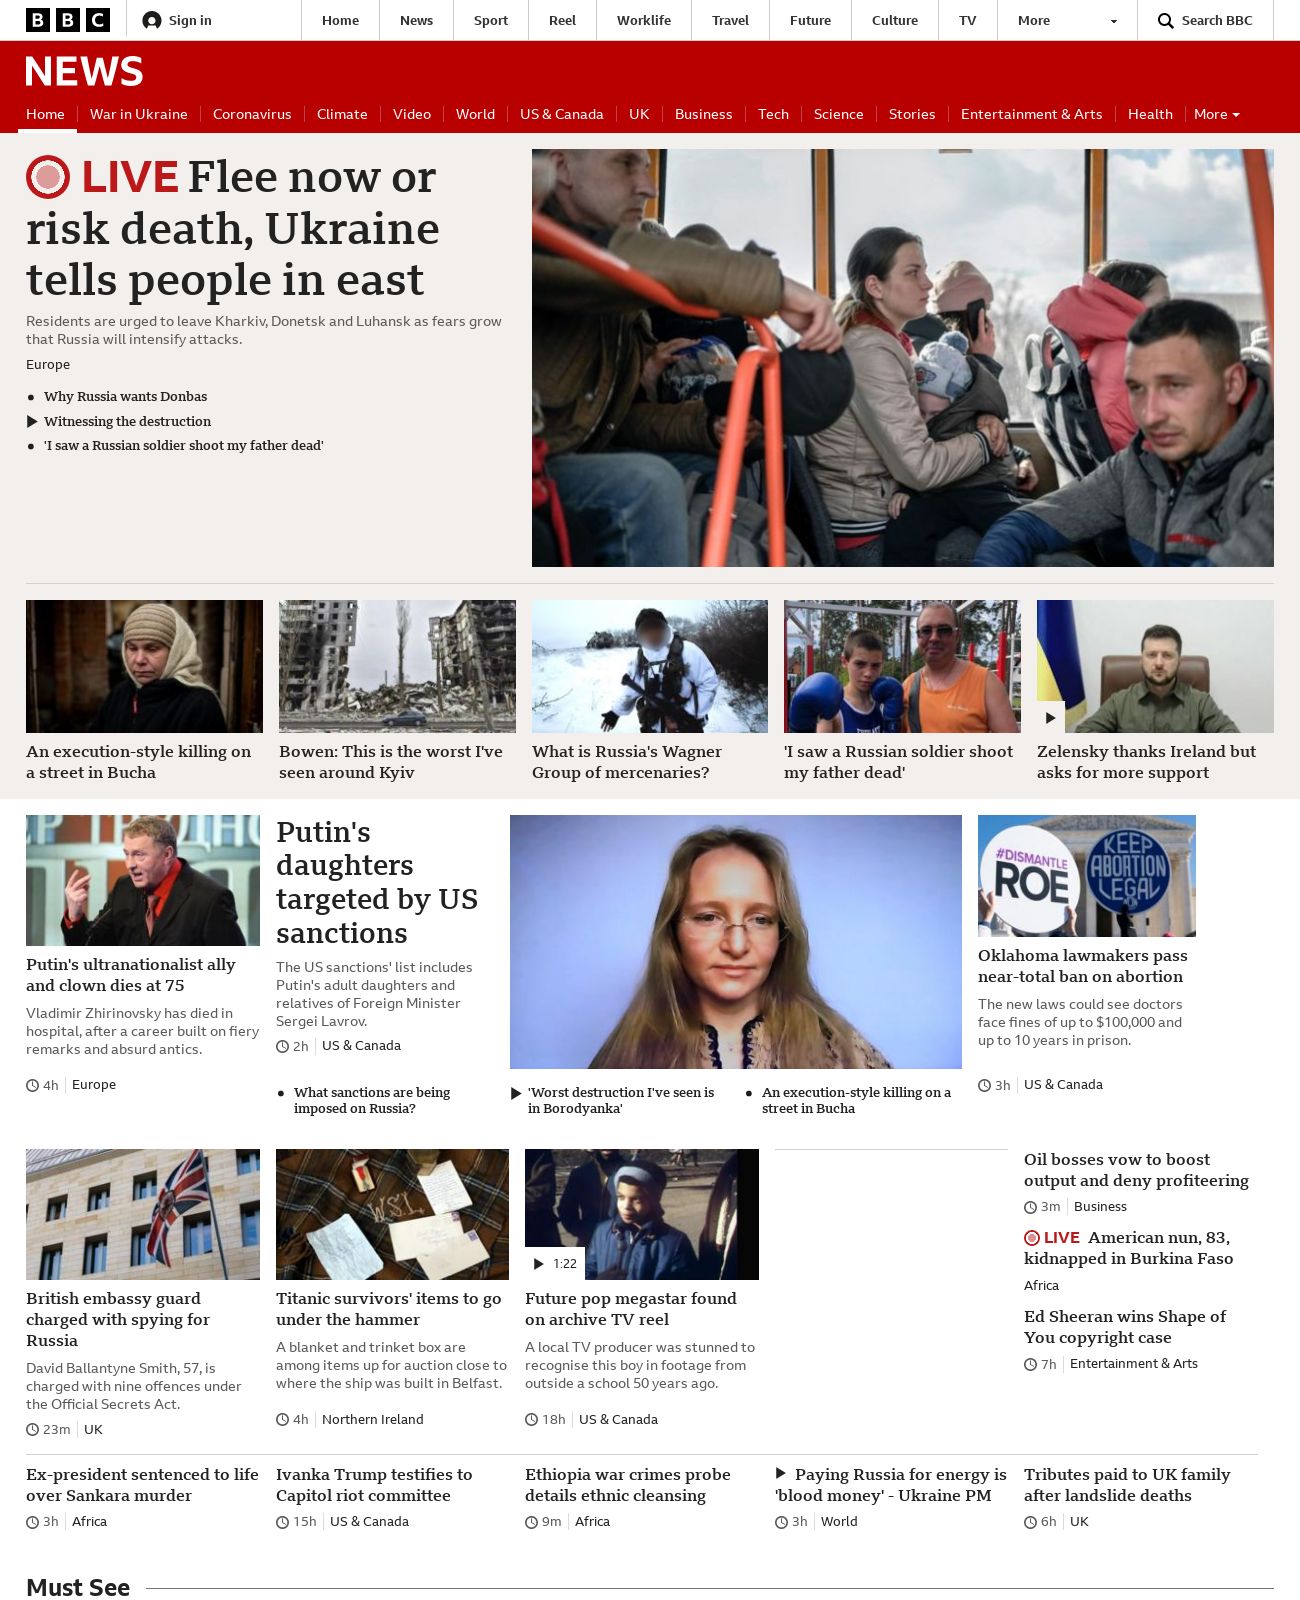 BBC
Sign in
Home
News
Sport
Reel
Worklife
Travel
Future
Culture
TV
More
Search BBC
NEWS
Home
War in Ukraine
Coronavirus
Climate
Video
World
US & Canada
UK
Business
Tech
Science
Stories
Entertainment & Arts
Health
More
LIVE Flee now or
risk death, Ukraine
tells people in east
Residents are urged to leave Kharkiv, Donetsk and Luhansk as fears grow
that Russia will intensify attacks.
Europe
Why Russia wants Donbas
Witnessing the destruction
'I saw a Russian soldier shoot my father dead'
An execution-style killing on
a street in Bucha
Bowen: This is the worst I've
seen around Kyiv
What is Russia's Wagner
Group of mercenaries?
'I saw a Russian soldier shoot
my father dead'
Zelensky thanks Ireland but
asks for more support
Putin's ultranationalist ally
and clown dies at 75
Vladimir Zhirinovsky has died in
hospital, after a career built on fiery
remarks and absurd antics.
4h
Europe
Putin's
daughters
targeted by US
sanctions
The US sanctions' list includes
Putin's adult daughters and
relatives of Foreign Minister
Sergei Lavrov.
2h
US & Canada
What sanctions are being
imposed on Russia?
'Worst destruction I've seen is
in Borodyanka'
An execution-style killing on a
street in Bucha
#DISMANTLE
ROE
KEEP
ABORTION
LEGAL
Oklahoma lawmakers pass
near-total ban on abortion
The new laws could see doctors
face fines of up to $100,000 and
up to 10 years in prison.
3h
US & Canada
British embassy guard
charged with spying for
Russia
David Ballantyne Smith, 57, is
charged with nine offences under
the Official Secrets Act.
23m
UK
Titanic survivors' items to go
under the hammer
A blanket and trinket box are
among items up for auction close to
where the ship was built in Belfast.
4h
Northern Ireland
1:22
Future pop megastar found
on archive TV reel
A local TV producer was stunned to
recognise this boy in footage from
outside a school 50 years ago.
18h
US & Canada
Oil bosses vow to boost
output and deny profiteering
3m
Business
LIVE American nun, 83,
kidnapped in Burkina Faso
Africa
Ed Sheeran wins Shape of
You copyright case
7h
Entertainment & Arts
Ex-president sentenced to life
over Sankara murder
3h
Africa
Ivanka Trump testifies to
Capitol riot committee
15h
US & Canada
Ethiopia war crimes probe
details ethnic cleansing
9m
Africa
Paying Russia for energy is
'blood money' - Ukraine PM
3h
World
Tributes paid to UK family
after landslide deaths
6h
UK
Must See